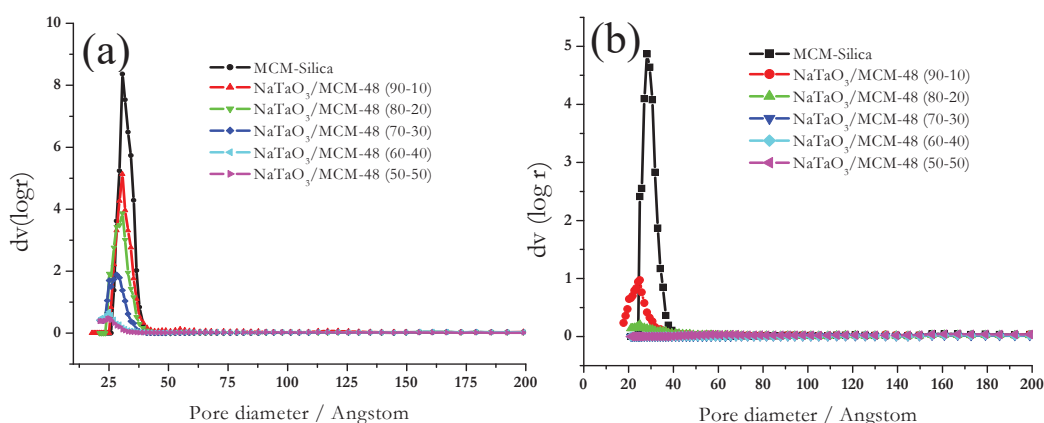 (a)
10
8
6
4
2
0
dv(logr)
MCM-Silica
NaTaO₃/MCM-48 (90-10)
NaTaO₃/MCM-48 (80-20)
NaTaO₃/MCM-48 (70-30)
NaTaO₃/MCM-48 (60-40)
NaTaO₃/MCM-48 (50-50)
25 50 75 100 125 150 175 200
Pore diameter / Angstom
(b)
5
4
3
2
1
0
dv (log r)
MCM-Silica
NaTaO₃/MCM-48 (90-10)
NaTaO₃/MCM-48 (80-20)
NaTaO₃/MCM-48 (70-30)
NaTaO₃/MCM-48 (60-40)
NaTaO₃/MCM-48 (50-50)
0 20 40 60 80 100 120 140 160 180 200
Pore diameter / Angstom